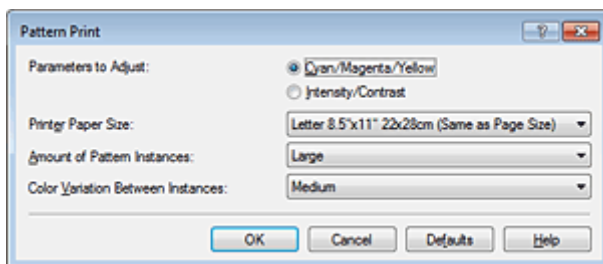 Pattern Print
Parameters to Adjust:
Cyan/Magenta/Yellow
Intensity/Contrast
Printer Paper Size:
Letter 8.5"x11" 22x28cm (Same as Page Size)
Amount of Pattern Instances:
Large
Color Variation Between Instances:
Medium
OK Cancel Defaults Help